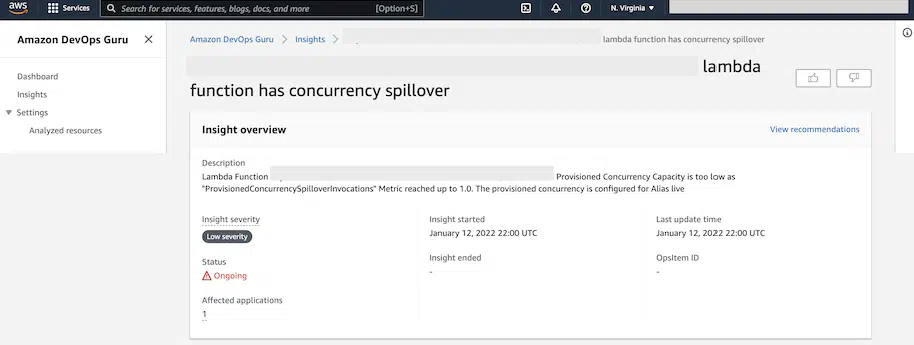 aws
Services
Search for services, features, blogs, docs, and more
[Option+S]
N. Virginia
Amazon DevOps Guru
Dashboard
Insights
Settings
Analyzed resources
Amazon DevOps Guru
Insights
lambda function has concurrency spillover
lambda
function has concurrency spillover
Insight overview
View recommendations
Description
Lambda Function Provisioned Concurrency Capacity is too low as
"ProvisionedConcurrencySpilloverInvocations" Metric reached up to 1.0. The provisioned concurrency is configured for Alias live
Insight severity
Low severity
Insight started
January 12, 2022 22:00 UTC
Last update time
January 12, 2022 22:00 UTC
Status
Ongoing
Insight ended
-
OpsItem ID
-
Affected applications
1